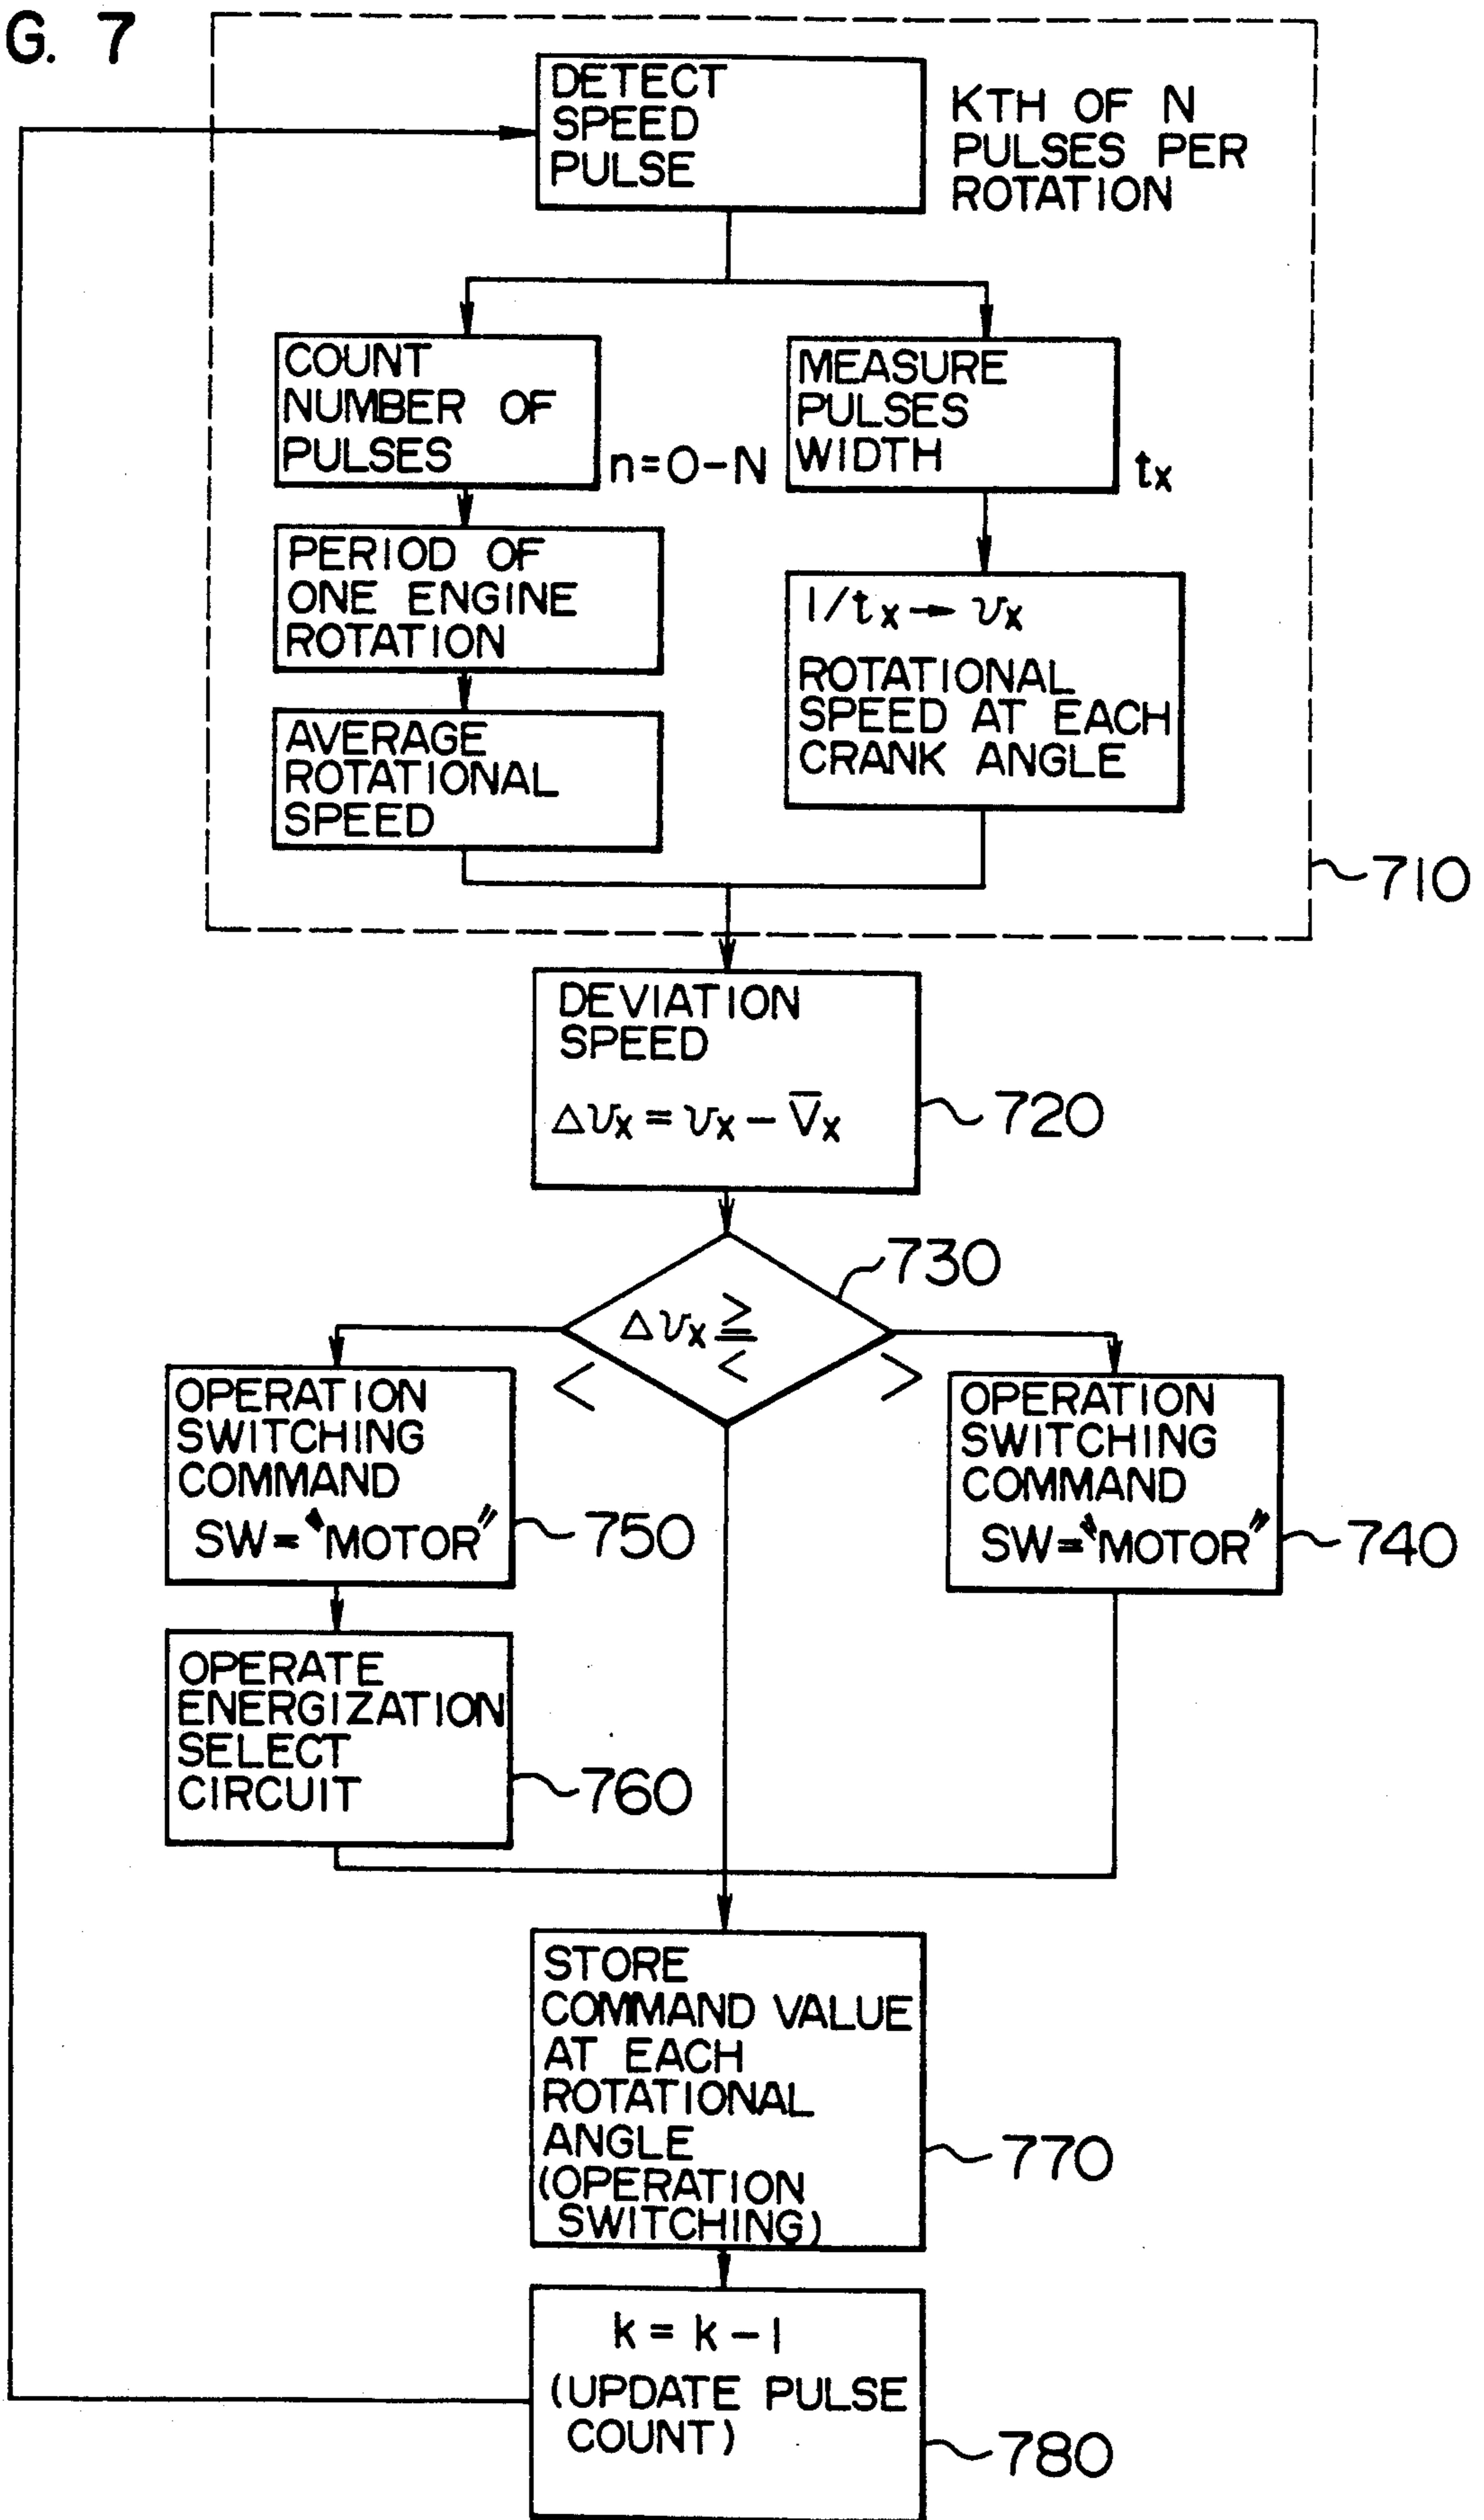 G. 7
DETECT
SPEED
PULSE
KTH OF N
PULSES PER
ROTATION
COUNT
NUMBER OF
PULSES
n=0-N
MEASURE
PULSES
WIDTH
tx
PERIOD OF
ONE ENGINE
ROTATION
1/tx → vx
ROTATIONAL
SPEED AT EACH
CRANK ANGLE
AVERAGE
ROTATIONAL
SPEED
710
DEVIATION
SPEED
Δvx = vx − V̄x
720
730
Δvx ≧
<
<
>
OPERATION
SWITCHING
COMMAND
SW = "MOTOR"
750
OPERATION
SWITCHING
COMMAND
SW = "MOTOR"
740
OPERATE
ENERGIZATION
SELECT
CIRCUIT
760
STORE
COMMAND VALUE
AT EACH
ROTATIONAL
ANGLE
(OPERATION
SWITCHING)
770
k = k − 1
(UPDATE PULSE
COUNT)
780